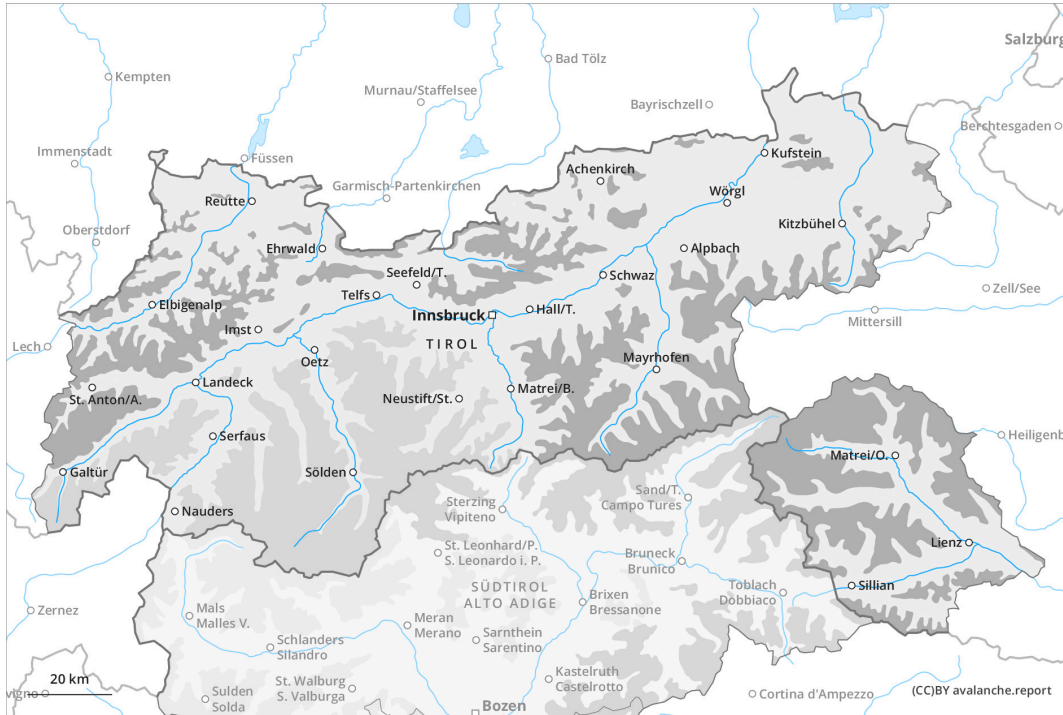 Salzburg
Kempten
Bad Tölz
Murnau/Staffelsee
Bayrischzell
Berchtesgaden
Immenstadt
Füssen
Kufstein
Achenkirch
Garmisch-Partenkirchen
Wörgl
Reutte
Oberstdorf
Kitzbühel
Ehrwald
Alpbach
Seefeld/T.
Schwaz
Zell/See
Telfs
Elbigenalp
Hall/T.
Innsbruck
Mittersill
Imst
TIROL
Lech
Oetz
Mayrhofen
Landeck
St. Anton/A.
Neustift/St.
Matrei/B.
Serfaus
Heiligenb
Matrei/O.
Galtür
Sölden
Sand/T.
Campo Tures
Sterzing
Vipiteno
Nauders
Lienz
St. Leonhard/P.
S. Leonardo i. P.
Bruneck
Brunico
SÜDTIROL
ALTO ADIGE
Toblach
Dobbiaco
Sillian
Brixen
Bressanone
Zernez
Mals
Malles V.
Meran
Merano
Schlanders
Silandro
Sarnthein
Sarentino
St. Walburg
S. Valburga
Kastelruth
Castelrotto
20 km
vigno
Sulden
Solda
Cortina d'Ampezzo
(CC)BY avalanche.report
Bozen